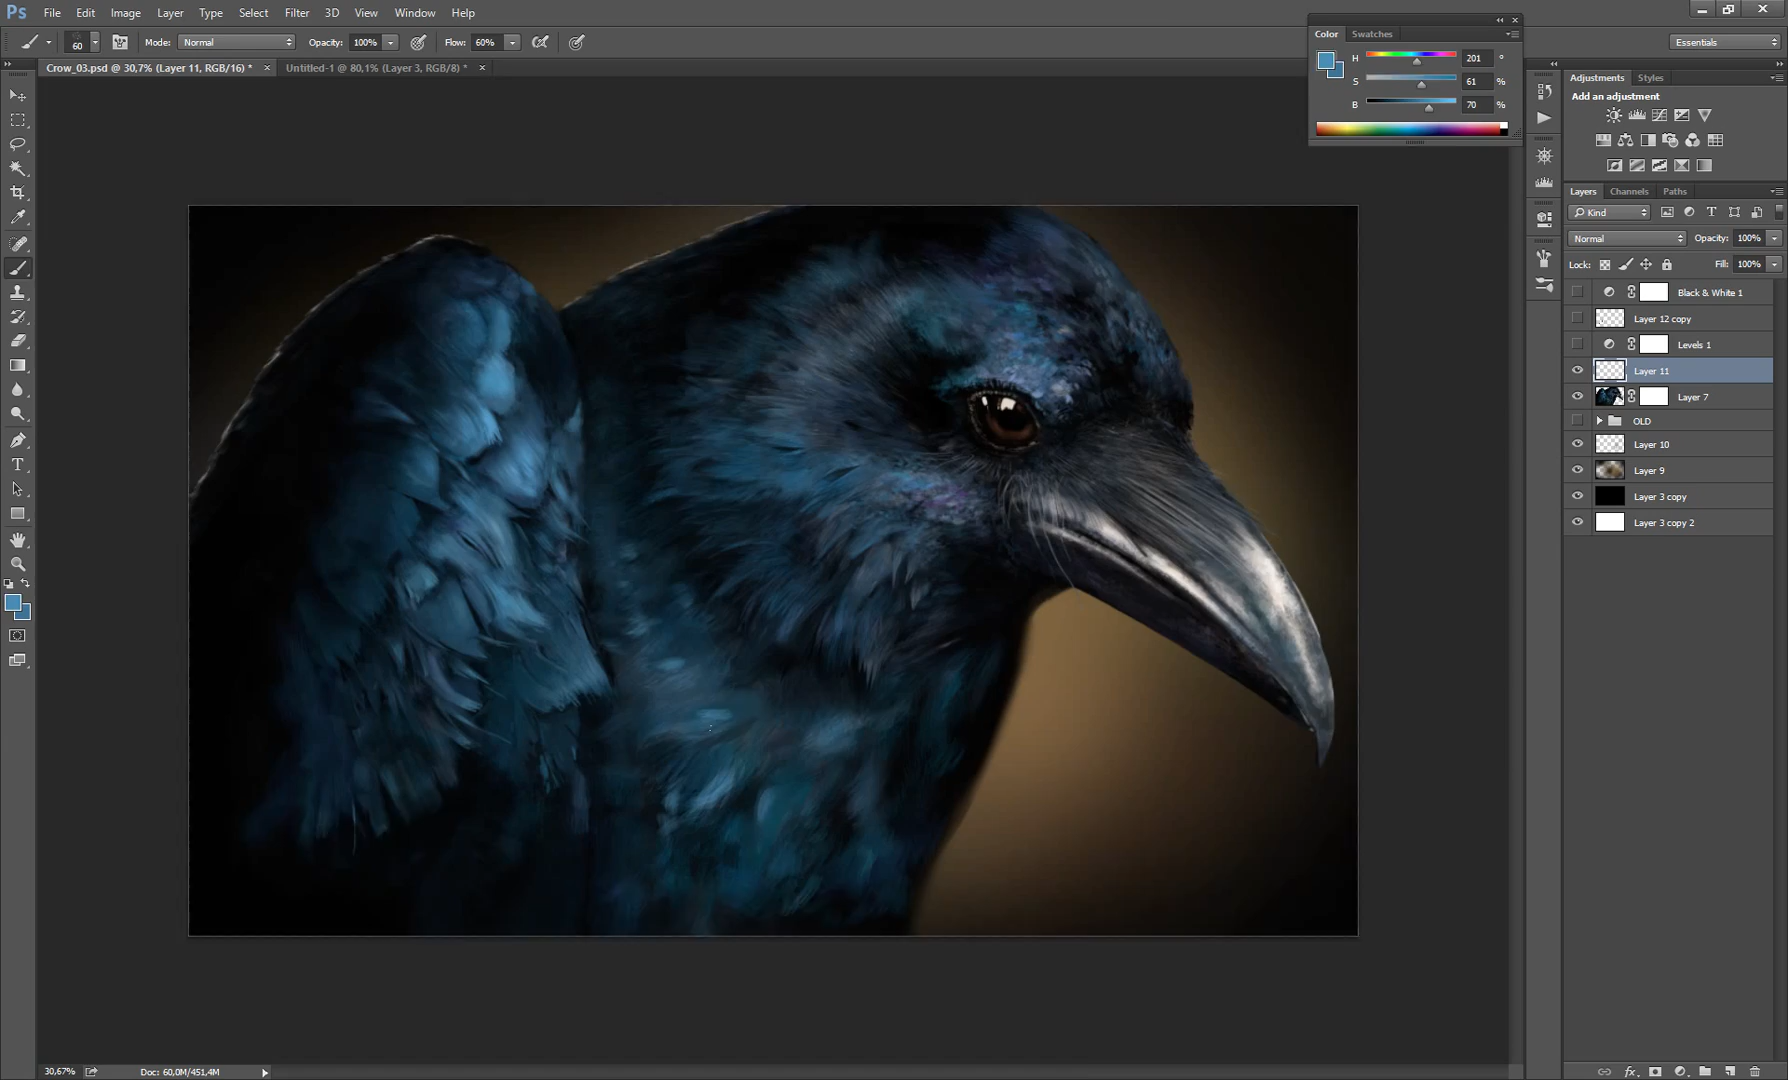 Ps File Edit Image Layer Type Select Filter 3D View Window Help
60 Mode: Normal Opacity: 100% Flow: 60% Essentials
Crow_03.psd @ 30,7% (Layer 11, RGB/16) * × Untitled-1 @ 80,1% (Layer 3, RGB/8) * ×
Color Swatches
H 201 °
S 61 %
B 70 %
Adjustments Styles
Add an adjustment
Layers Channels Paths
Kind
Normal Opacity: 100%
Lock: Fill: 100%
Black & White 1
Layer 12 copy
Levels 1
Layer 11
Layer 7
OLD
Layer 10
Layer 9
Layer 3 copy
Layer 3 copy 2
30,67% Doc: 60,0M/451,4M